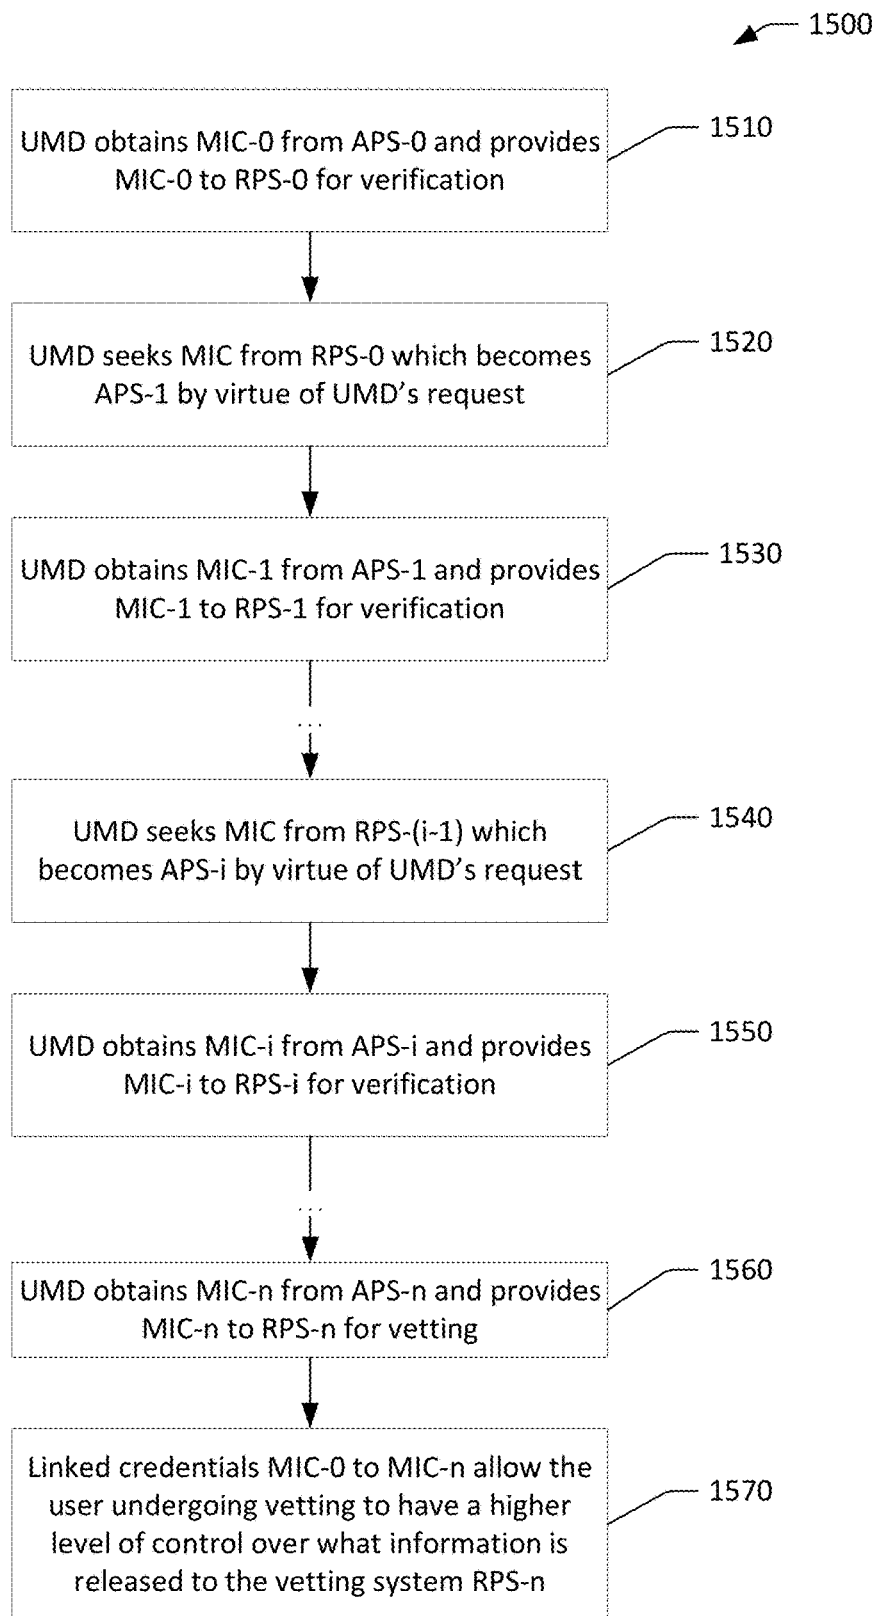 1500
UMD obtains MIC-0 from APS-0 and provides
MIC-0 to RPS-0 for verification
1510
UMD seeks MIC from RPS-0 which becomes
APS-1 by virtue of UMD's request
1520
UMD obtains MIC-1 from APS-1 and provides
MIC-1 to RPS-1 for verification
1530
...
UMD seeks MIC from RPS-(i-1) which
becomes APS-i by virtue of UMD's request
1540
UMD obtains MIC-i from APS-i and provides
MIC-i to RPS-i for verification
1550
...
UMD obtains MIC-n from APS-n and provides
MIC-n to RPS-n for vetting
1560
Linked credentials MIC-0 to MIC-n allow the
user undergoing vetting to have a higher
level of control over what information is
released to the vetting system RPS-n
1570